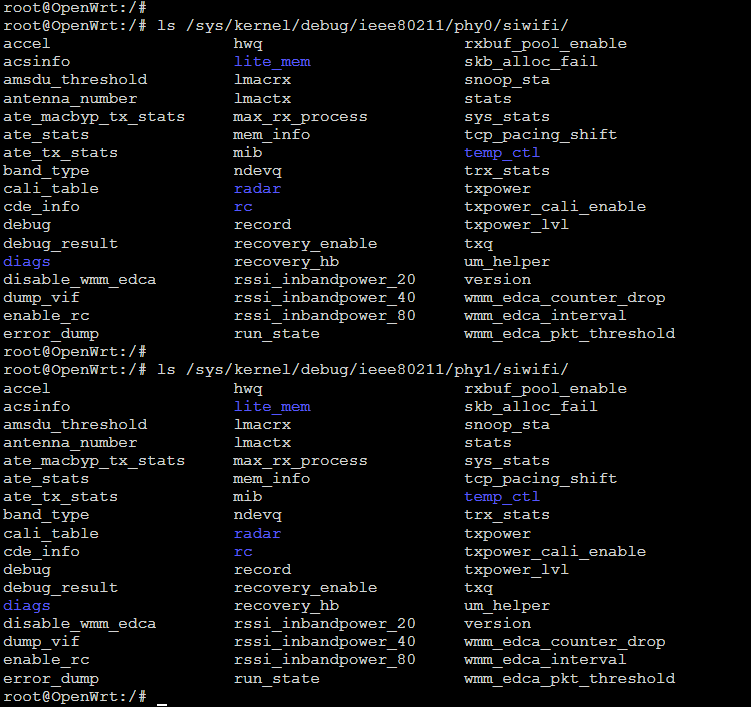 root@OpenWrt:/#
root@OpenWrt:/# ls /sys/kernel/debug/ieee80211/phy0/siwifi/
accel hwq rxbuf_pool_enable
acsinfo lite_mem skb_alloc_fail
amsdu_threshold lmacrx snoop_sta
antenna_number lmactx stats
ate_macbyp_tx_stats max_rx_process sys_stats
ate_stats mem_info tcp_pacing_shift
ate_tx_stats mib temp_ctl
band_type ndevq trx_stats
cali_table radar txpower
cde_info rc txpower_cali_enable
debug record txpower_lvl
debug_result recovery_enable txq
diags recovery_hb um_helper
disable_wmm_edca rssi_inbandpower_20 version
dump_vif rssi_inbandpower_40 wmm_edca_counter_drop
enable_rc rssi_inbandpower_80 wmm_edca_interval
error_dump run_state wmm_edca_pkt_threshold
root@OpenWrt:/#
root@OpenWrt:/# ls /sys/kernel/debug/ieee80211/phy1/siwifi/
accel hwq rxbuf_pool_enable
acsinfo lite_mem skb_alloc_fail
amsdu_threshold lmacrx snoop_sta
antenna_number lmactx stats
ate_macbyp_tx_stats max_rx_process sys_stats
ate_stats mem_info tcp_pacing_shift
ate_tx_stats mib temp_ctl
band_type ndevq trx_stats
cali_table radar txpower
cde_info rc txpower_cali_enable
debug record txpower_lvl
debug_result recovery_enable txq
diags recovery_hb um_helper
disable_wmm_edca rssi_inbandpower_20 version
dump_vif rssi_inbandpower_40 wmm_edca_counter_drop
enable_rc rssi_inbandpower_80 wmm_edca_interval
error_dump run_state wmm_edca_pkt_threshold
root@OpenWrt:/# _